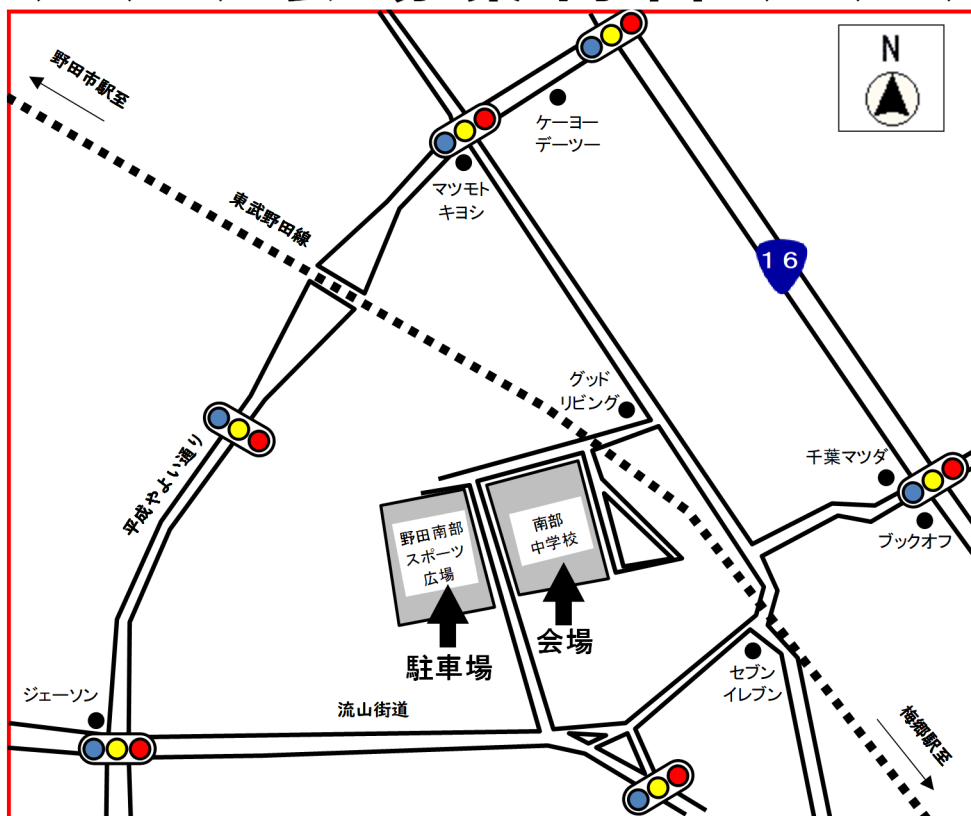 N
野田市駅至
ケーヨー
デーツー
マツモト
キヨシ
東武野田線
１６
グッド
リビング
千葉マツダ
平成やよい通り
野田南部
スポーツ
広場
南部
中学校
ブックオフ
会場
駐車場
セブン
イレブン
ジェーソン
流山街道
梅郷駅至